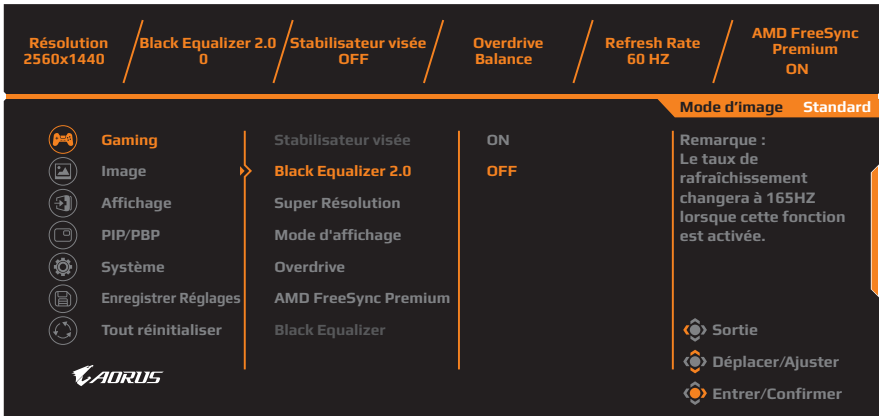 Résolution
2560x1440
Black Equalizer 2.0
0
Stabilisateur visée
OFF
Overdrive
Balance
Refresh Rate
60 HZ
AMD FreeSync
Premium
ON
Mode d'image Standard
Gaming
Image
Affichage
PIP/PBP
Système
Enregistrer Réglages
Tout réinitialiser
Stabilisateur visée
Black Equalizer 2.0
Super Résolution
Mode d'affichage
Overdrive
AMD FreeSync Premium
Black Equalizer
ON
OFF
Remarque :
Le taux de
rafraîchissement
changera à 165HZ
lorsque cette fonction
est activée.
Sortie
Déplacer/Ajuster
Entrer/Confirmer
AORUS